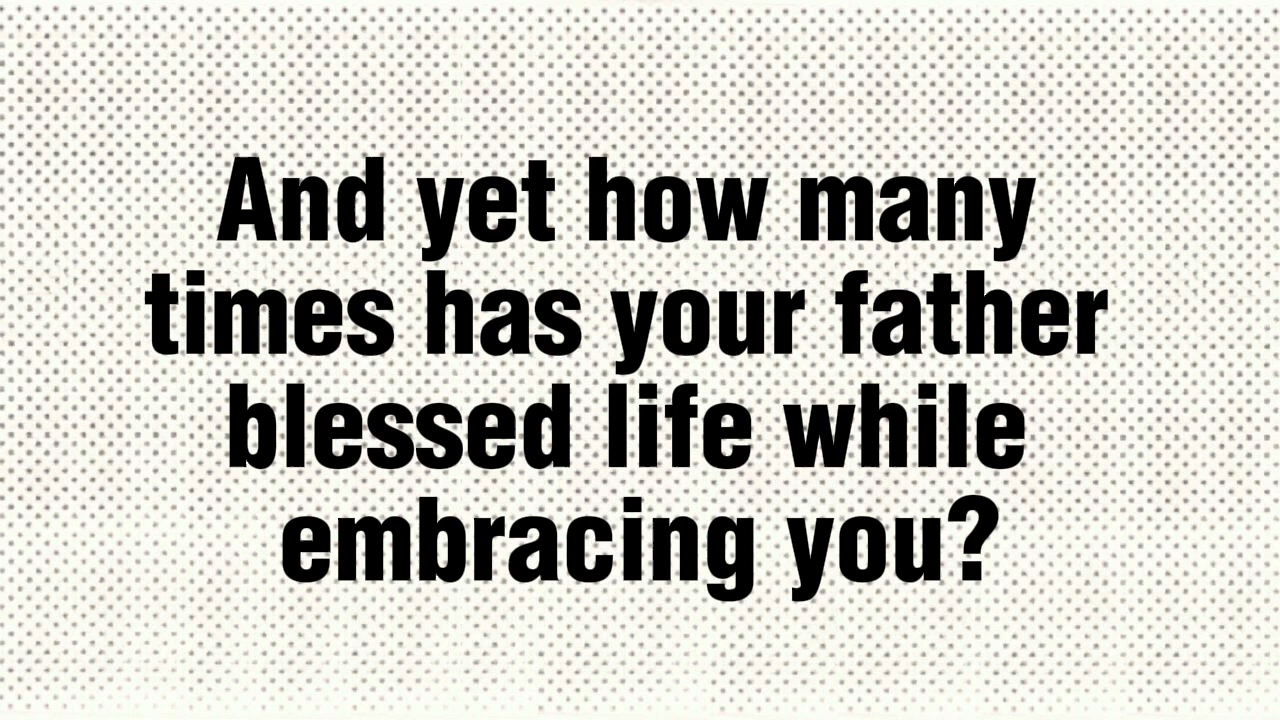 And yet how many
times has your father
blessed life while
embracing you?